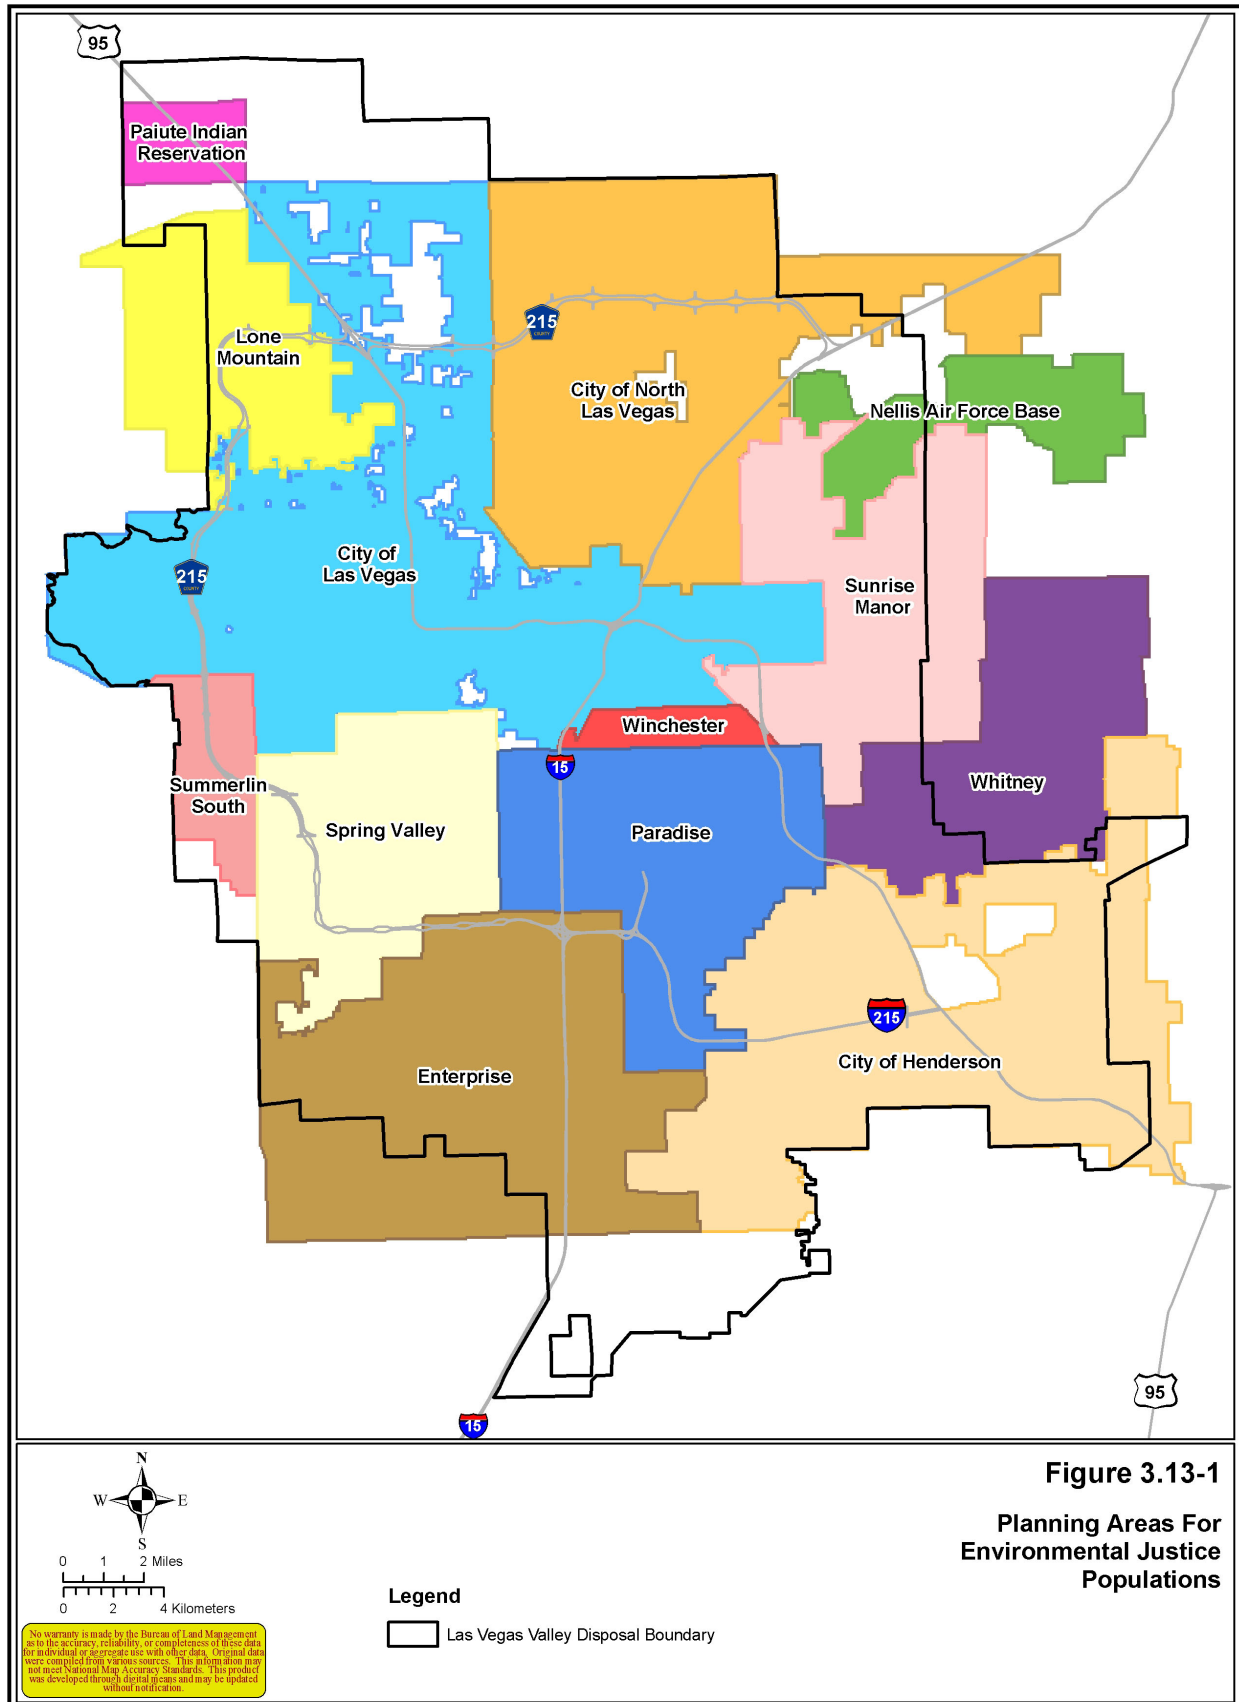 95
Paiute Indian
Reservation
Lone
Mountain
215
COUNTY
City of North
Las Vegas
Nellis Air Force Base
City of
Las Vegas
215
COUNTY
Sunrise
Manor
Winchester
15
Summerlin
South
Whitney
Spring Valley
Paradise
215
City of Henderson
Enterprise
95
15
Figure 3.13-1
Planning Areas For
Environmental Justice
Populations
N
W
E
S
0 1 2 Miles
0 2 4 Kilometers
Legend
Las Vegas Valley Disposal Boundary
No warranty is made by the Bureau of Land Management
as to the accuracy, reliability, or completeness of these data
for individual or aggregate use with other data. Original data
were compiled from various sources. This information may
not meet National Map Accuracy Standards. This product
was developed through digital means and may be updated
without notification.